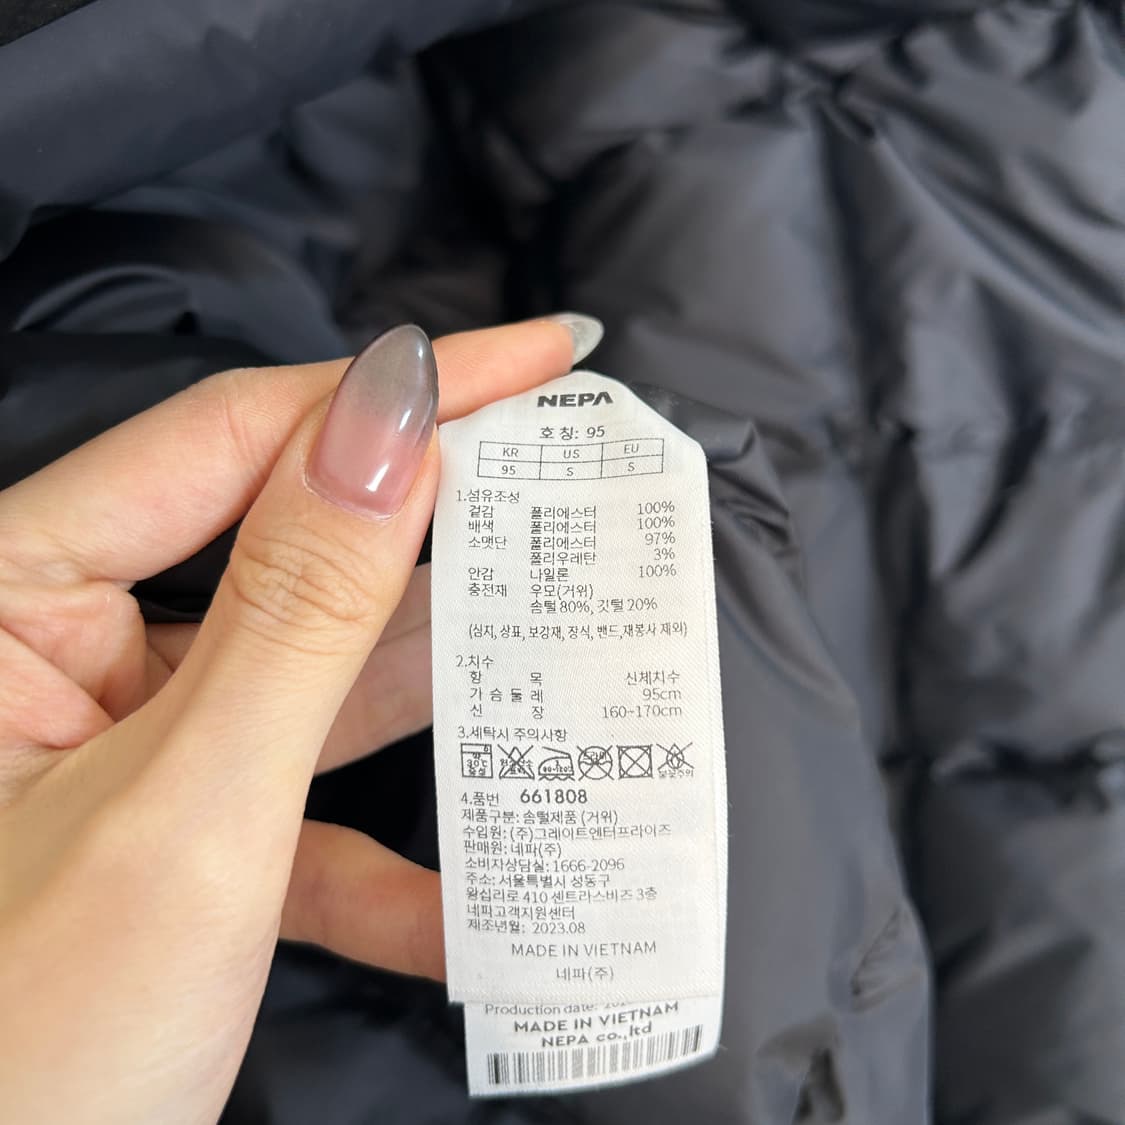 NEPA
호 칭: 95
KR US EU
95 S S
1.섬유조성
겉감 폴리에스터 100%
배색 폴리에스터 100%
소맷단 폴리에스터 97%
폴리우레탄 3%
안감 나일론 100%
충전재 우모(거위)
솜털 80%, 깃털 20%
(심지, 상표, 보강재, 장식, 밴드,재봉사 제외)
2.치수
항 목 신체치수
가 슴 둘 레 95cm
신 장 160~170cm
3.세탁시 주의사항
30℃
4.품번 661808
제품구분: 솜털제품 (거위)
수입원: (주)그레이트엔터프라이즈
판매원: 네파(주)
소비자상담실: 1666-2096
주소: 서울특별시 성동구
왕십리로 410 센트라스비즈 3층
네파고객지원센터
제조년월: 2023.08
MADE IN VIETNAM
네파(주)
Production date:
MADE IN VIETNAM
NEPA co.,ltd